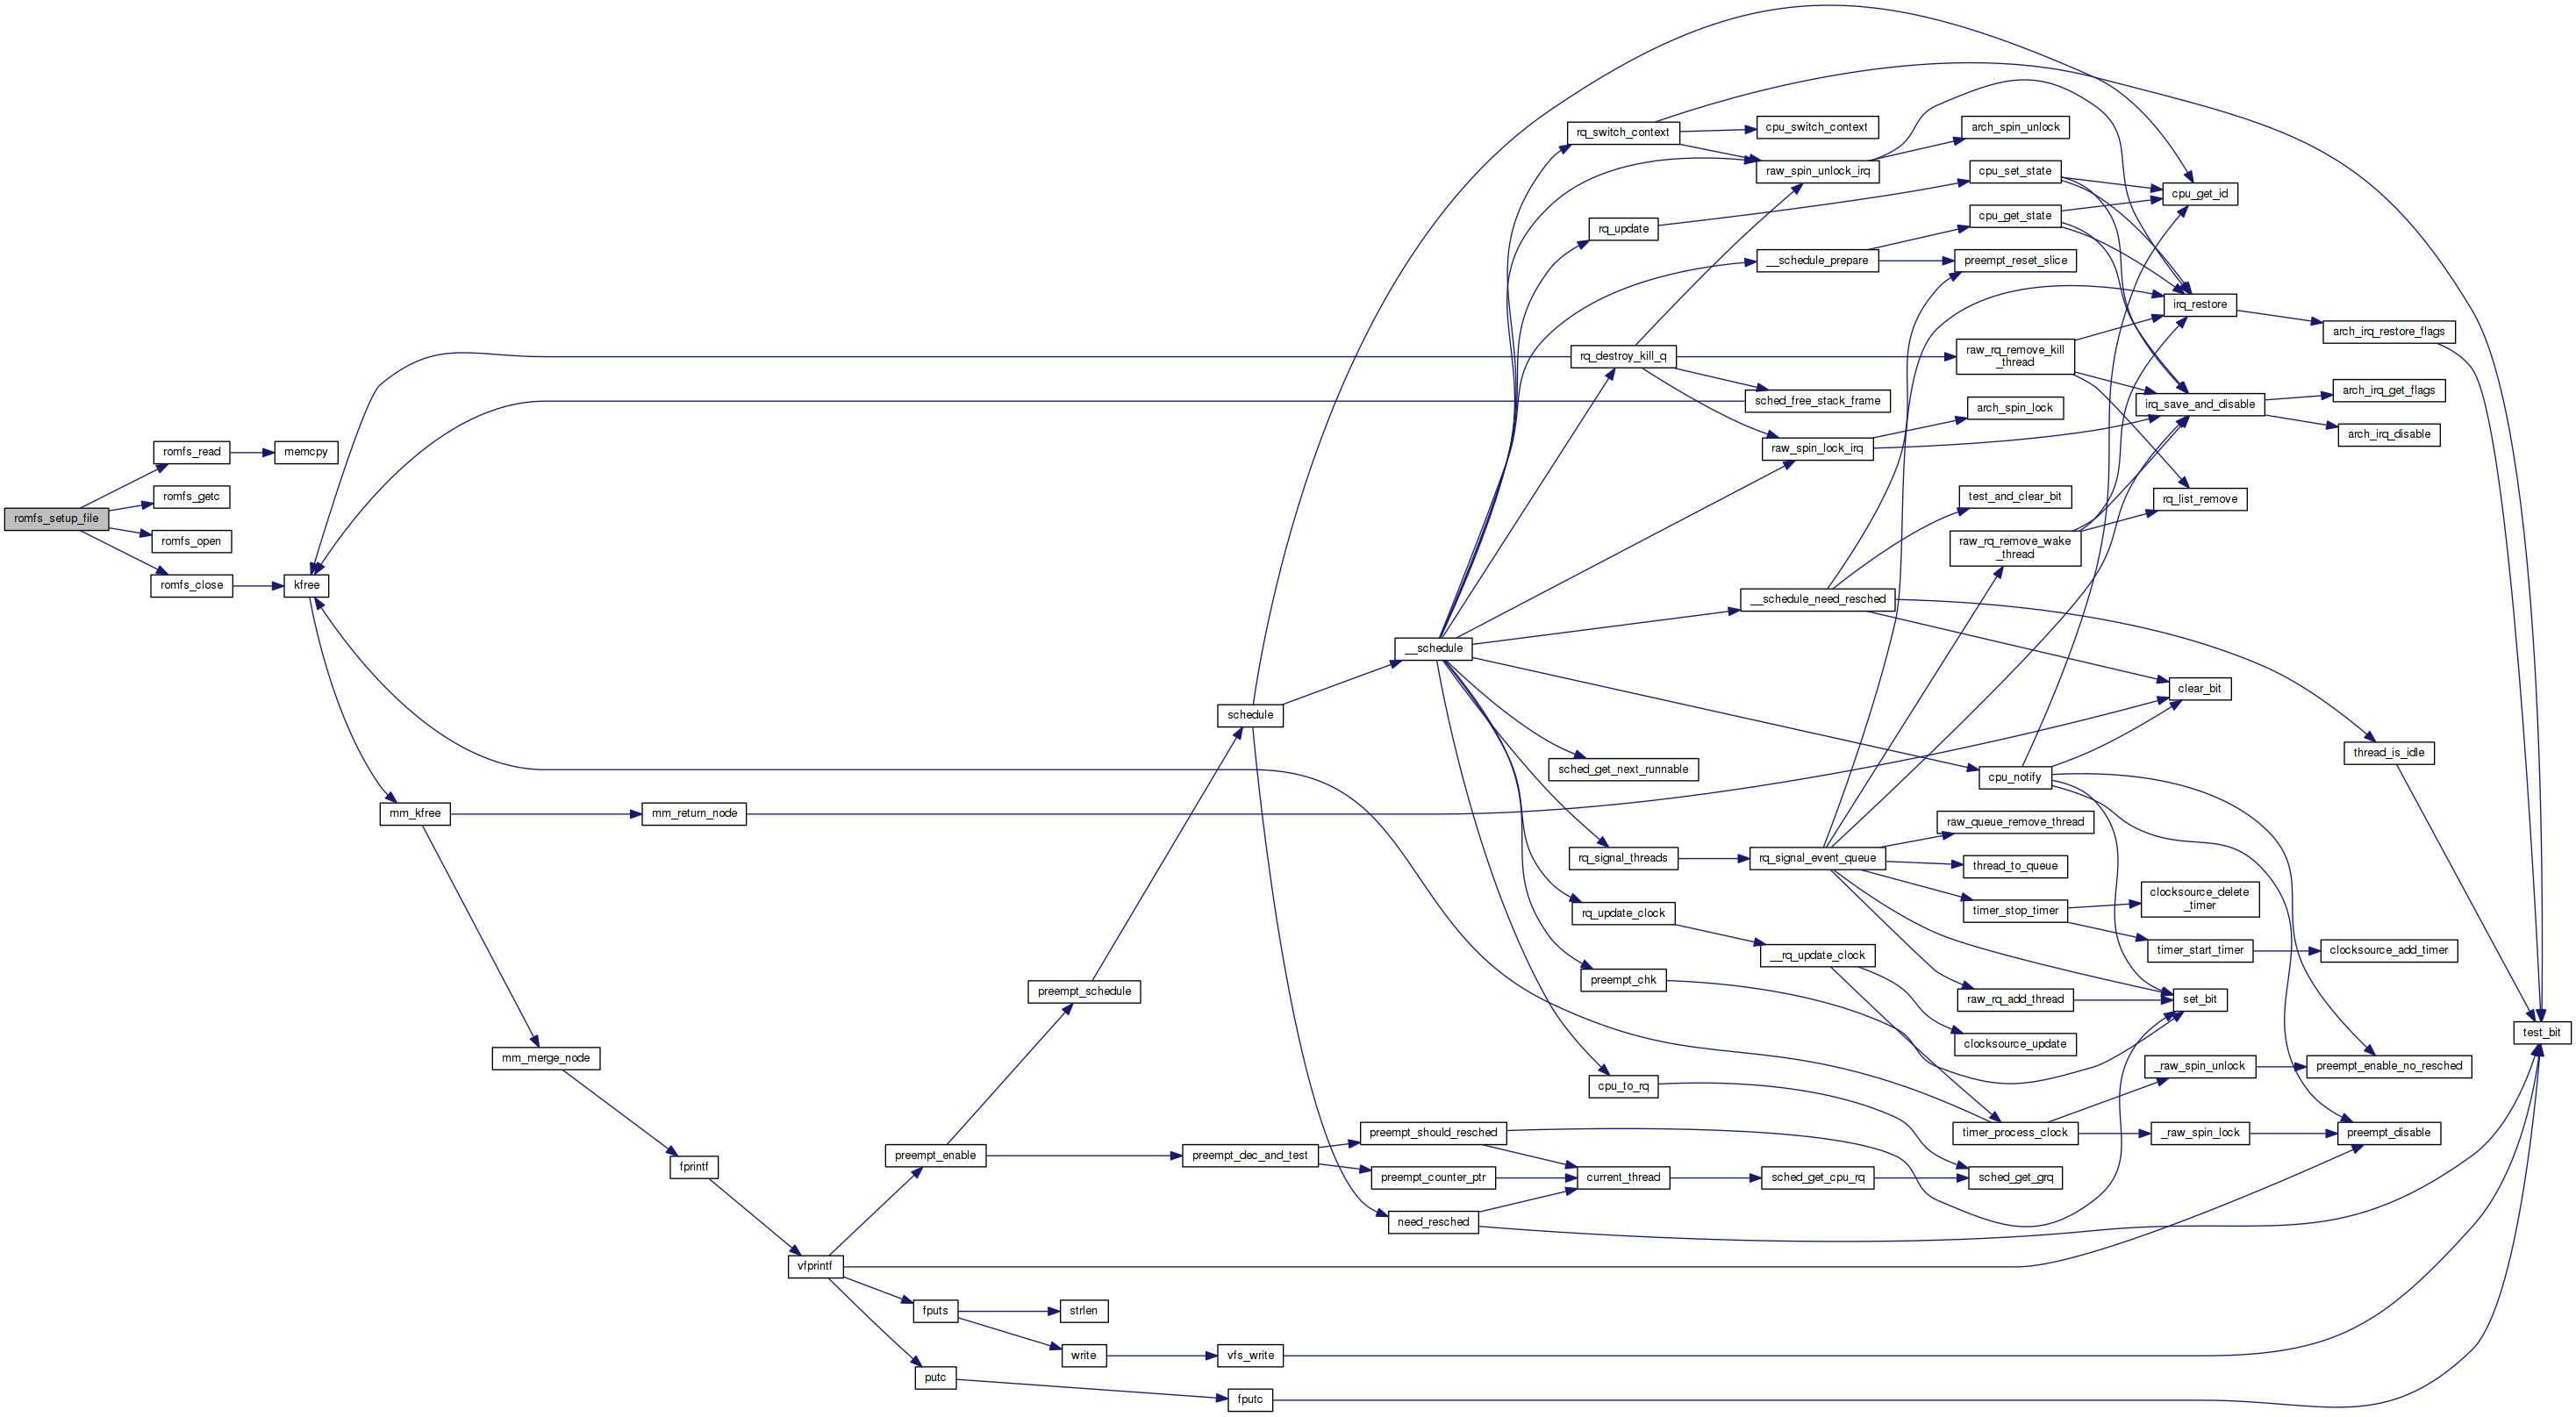 romfs_setup_file
romfs_read
romfs_getc
romfs_open
romfs_close
memcpy
kfree
mm_kfree
mm_merge_node
mm_return_node
fprintf
vfprintf
preempt_enable
fputs
putc
preempt_schedule
strlen
write
preempt_dec_and_test
schedule
vfs_write
fputc
__schedule
preempt_should_resched
preempt_counter_ptr
need_resched
rq_switch_context
rq_update
rq_destroy_kill_q
sched_get_next_runnable
rq_signal_threads
rq_update_clock
preempt_chk
cpu_to_rq
current_thread
cpu_switch_context
raw_spin_unlock_irq
__schedule_prepare
sched_free_stack_frame
raw_spin_lock_irq
__schedule_need_resched
rq_signal_event_queue
__rq_update_clock
sched_get_cpu_rq
arch_spin_unlock
cpu_set_state
cpu_get_state
preempt_reset_slice
raw_rq_remove_kill
_thread
arch_spin_lock
test_and_clear_bit
raw_rq_remove_wake
_thread
cpu_notify
raw_queue_remove_thread
thread_to_queue
timer_stop_timer
raw_rq_add_thread
clocksource_update
timer_process_clock
sched_get_grq
cpu_get_id
irq_restore
irq_save_and_disable
rq_list_remove
clear_bit
clocksource_delete
_timer
timer_start_timer
set_bit
_raw_spin_unlock
_raw_spin_lock
arch_irq_restore_flags
arch_irq_get_flags
arch_irq_disable
thread_is_idle
clocksource_add_timer
preempt_enable_no_resched
preempt_disable
test_bit